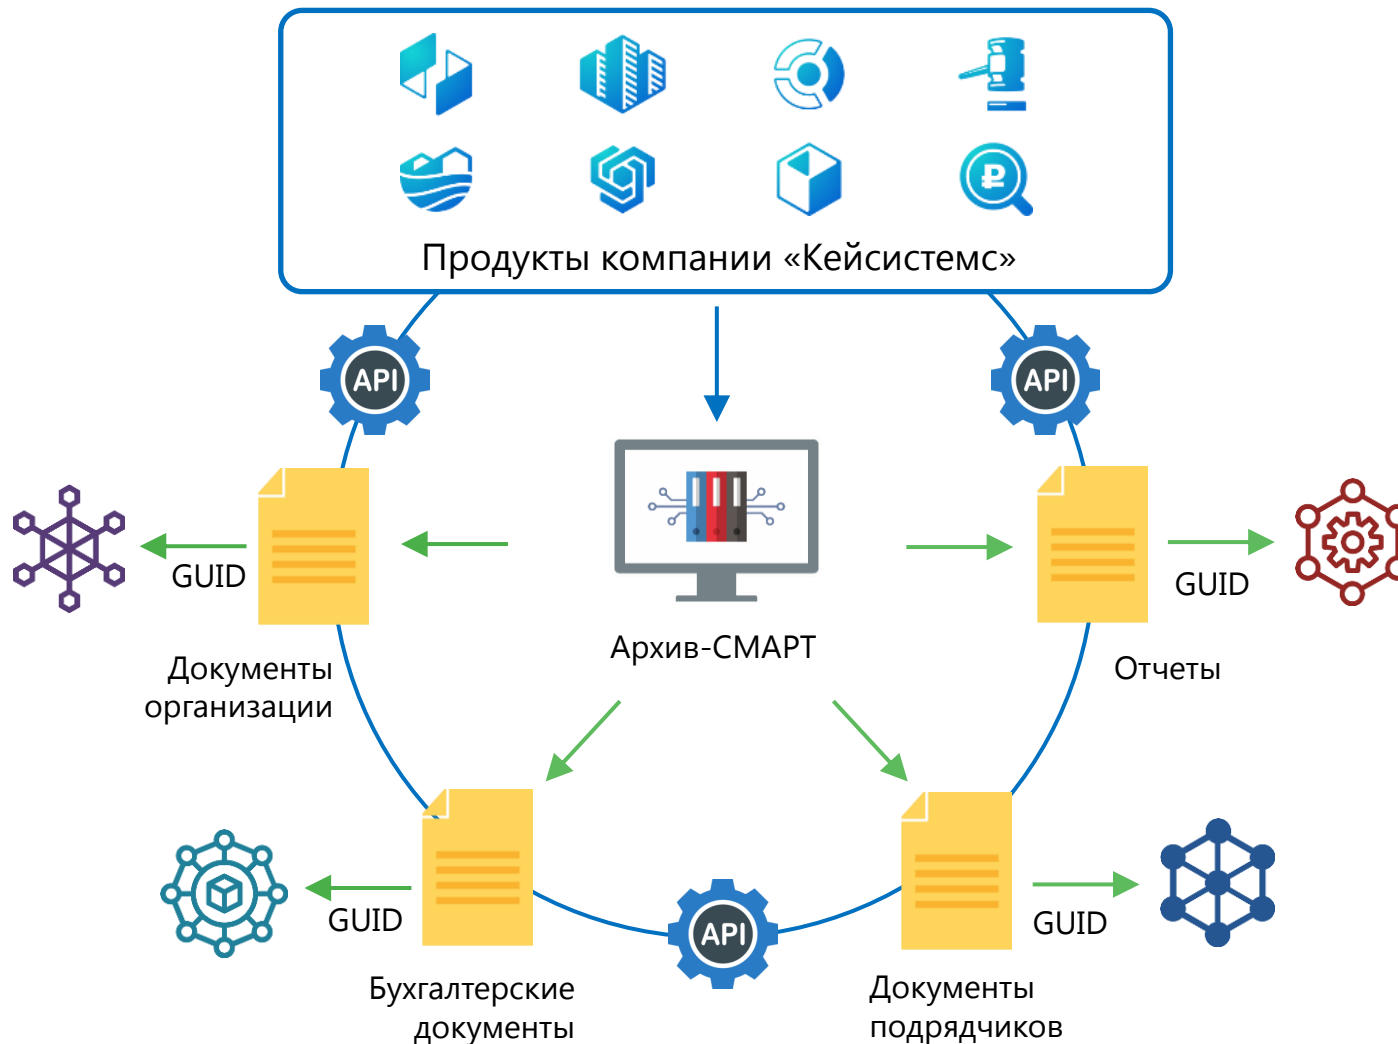 Продукты компании «Кейсистемс»
API
API
GUID
GUID
Архив-СМАРТ
Документы
организации
Отчеты
API
GUID
GUID
Бухгалтерские
документы
Документы
подрядчиков